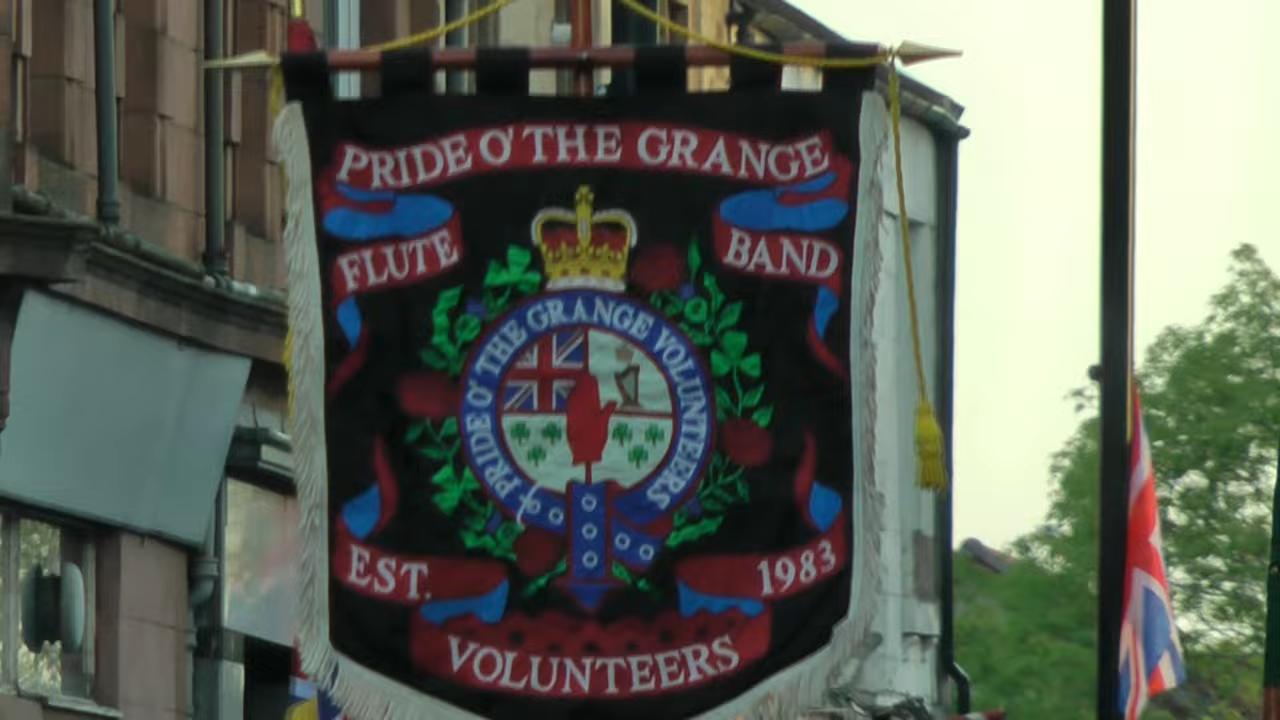 PRIDE O' THE GRANGE
FLUTE BAND
PRIDE O' THE GRANGE VOLUNTEERS
EST. 1983
VOLUNTEERS